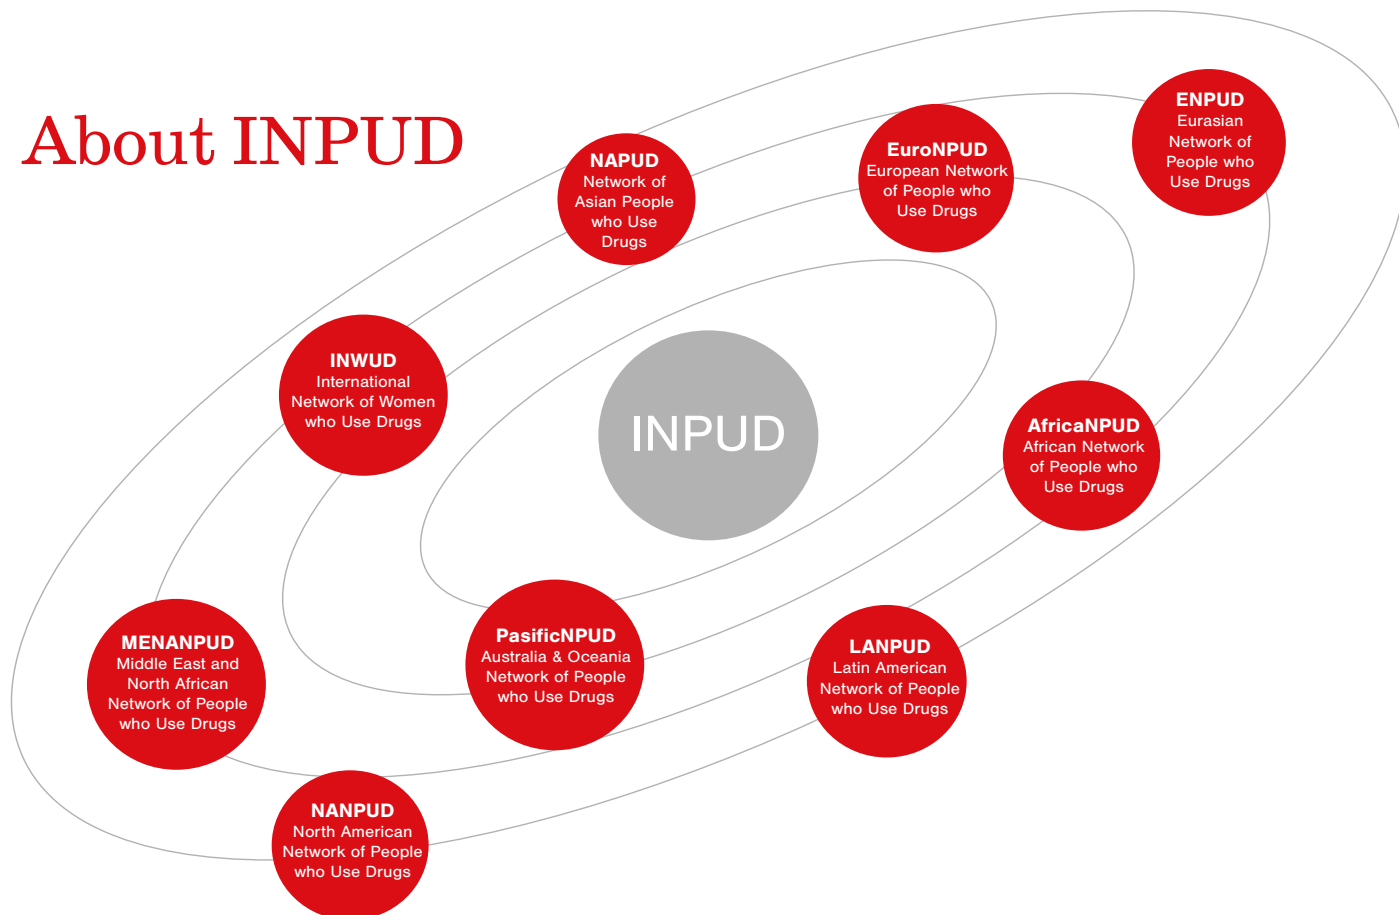 About INPUD
ENPUD
Eurasian
Network of
People who
Use Drugs
EuroNPUD
European Network
of People who
Use Drugs
NAPUD
Network of
Asian People
who Use
Drugs
INWUD
International
Network of Women
who Use Drugs
INPUD
AfricaNPUD
African Network
of People who
Use Drugs
MENANPUD
Middle East and
North African
Network of People
who Use Drugs
PasificNPUD
Australia & Oceania
Network of People
who Use Drugs
LANPUD
Latin American
Network of People
who Use Drugs
NANPUD
North American
Network of People
who Use Drugs